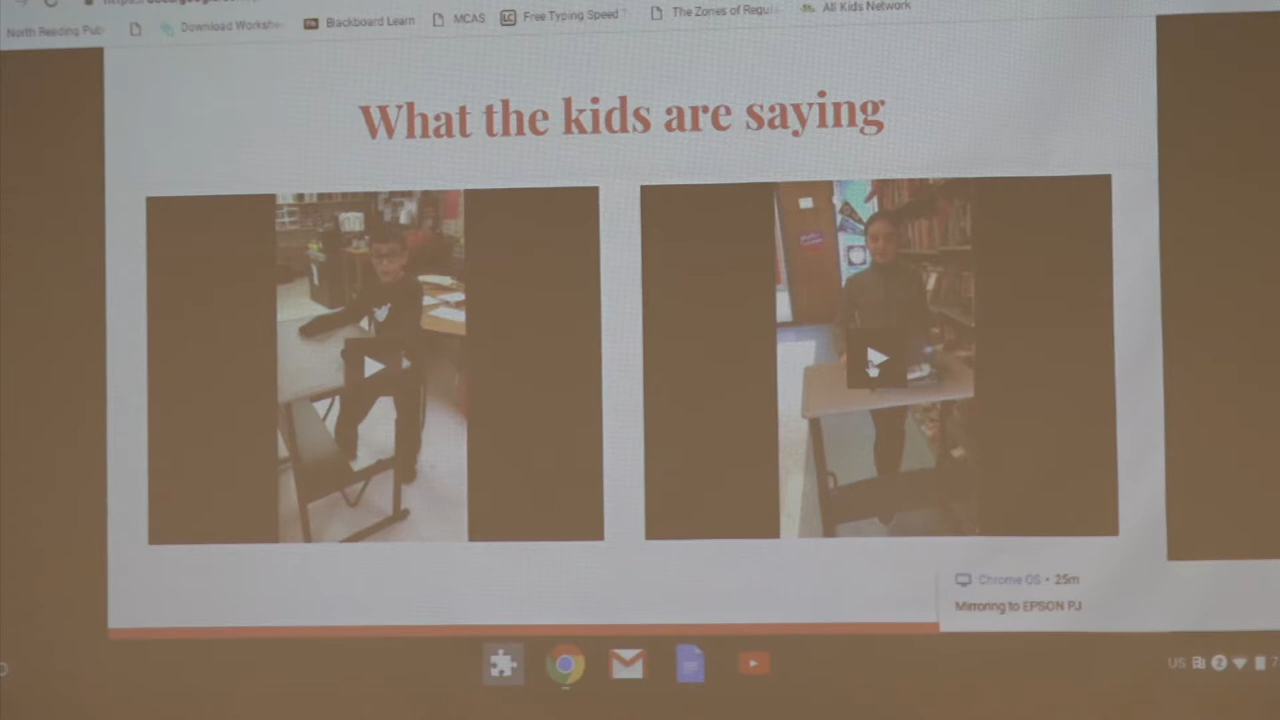 North Reading Pub
Download Workshe
Blackboard Learn
MCAS
LC
Free Typing Speed
The Zones of Regul
All Kids Network
What the kids are saying
Chrome OS • 25m
Mirroring to EPSON PJ
US